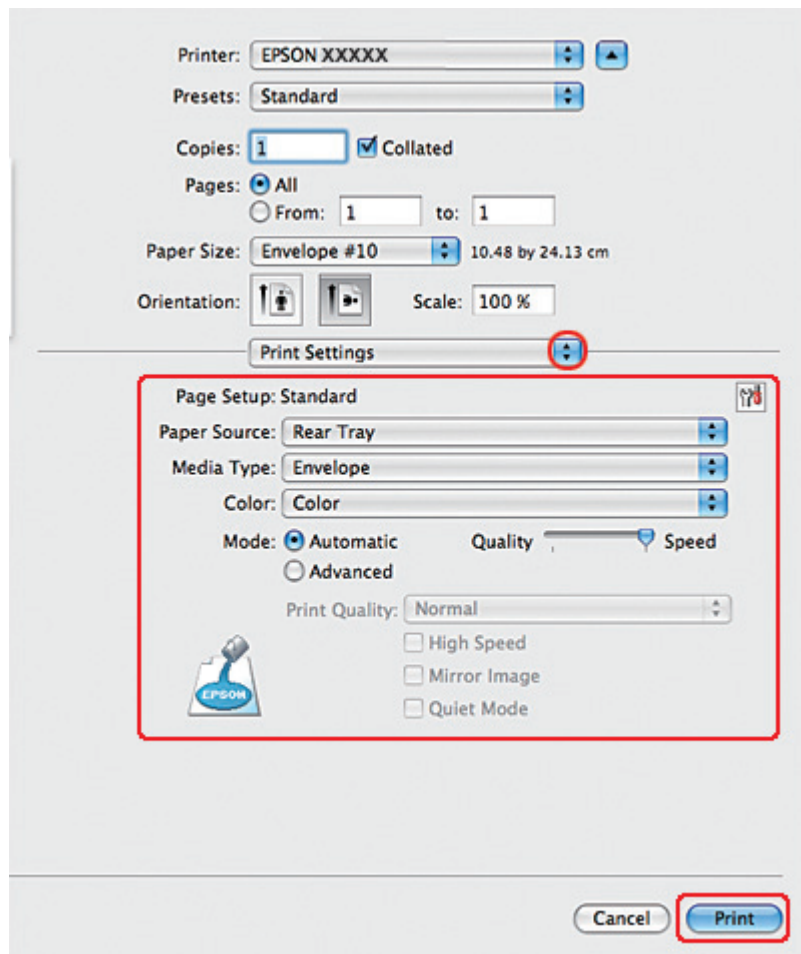 Printer: EPSON XXXXX
Presets: Standard
Copies: 1 Collated
Pages: All
From: 1 to: 1
Paper Size: Envelope #10 10.48 by 24.13 cm
Orientation: Scale: 100 %
Print Settings
Page Setup: Standard
Paper Source: Rear Tray
Media Type: Envelope
Color: Color
Mode: Automatic Quality Speed
Advanced
Print Quality: Normal
High Speed
Mirror Image
Quiet Mode
EPSON
Cancel Print